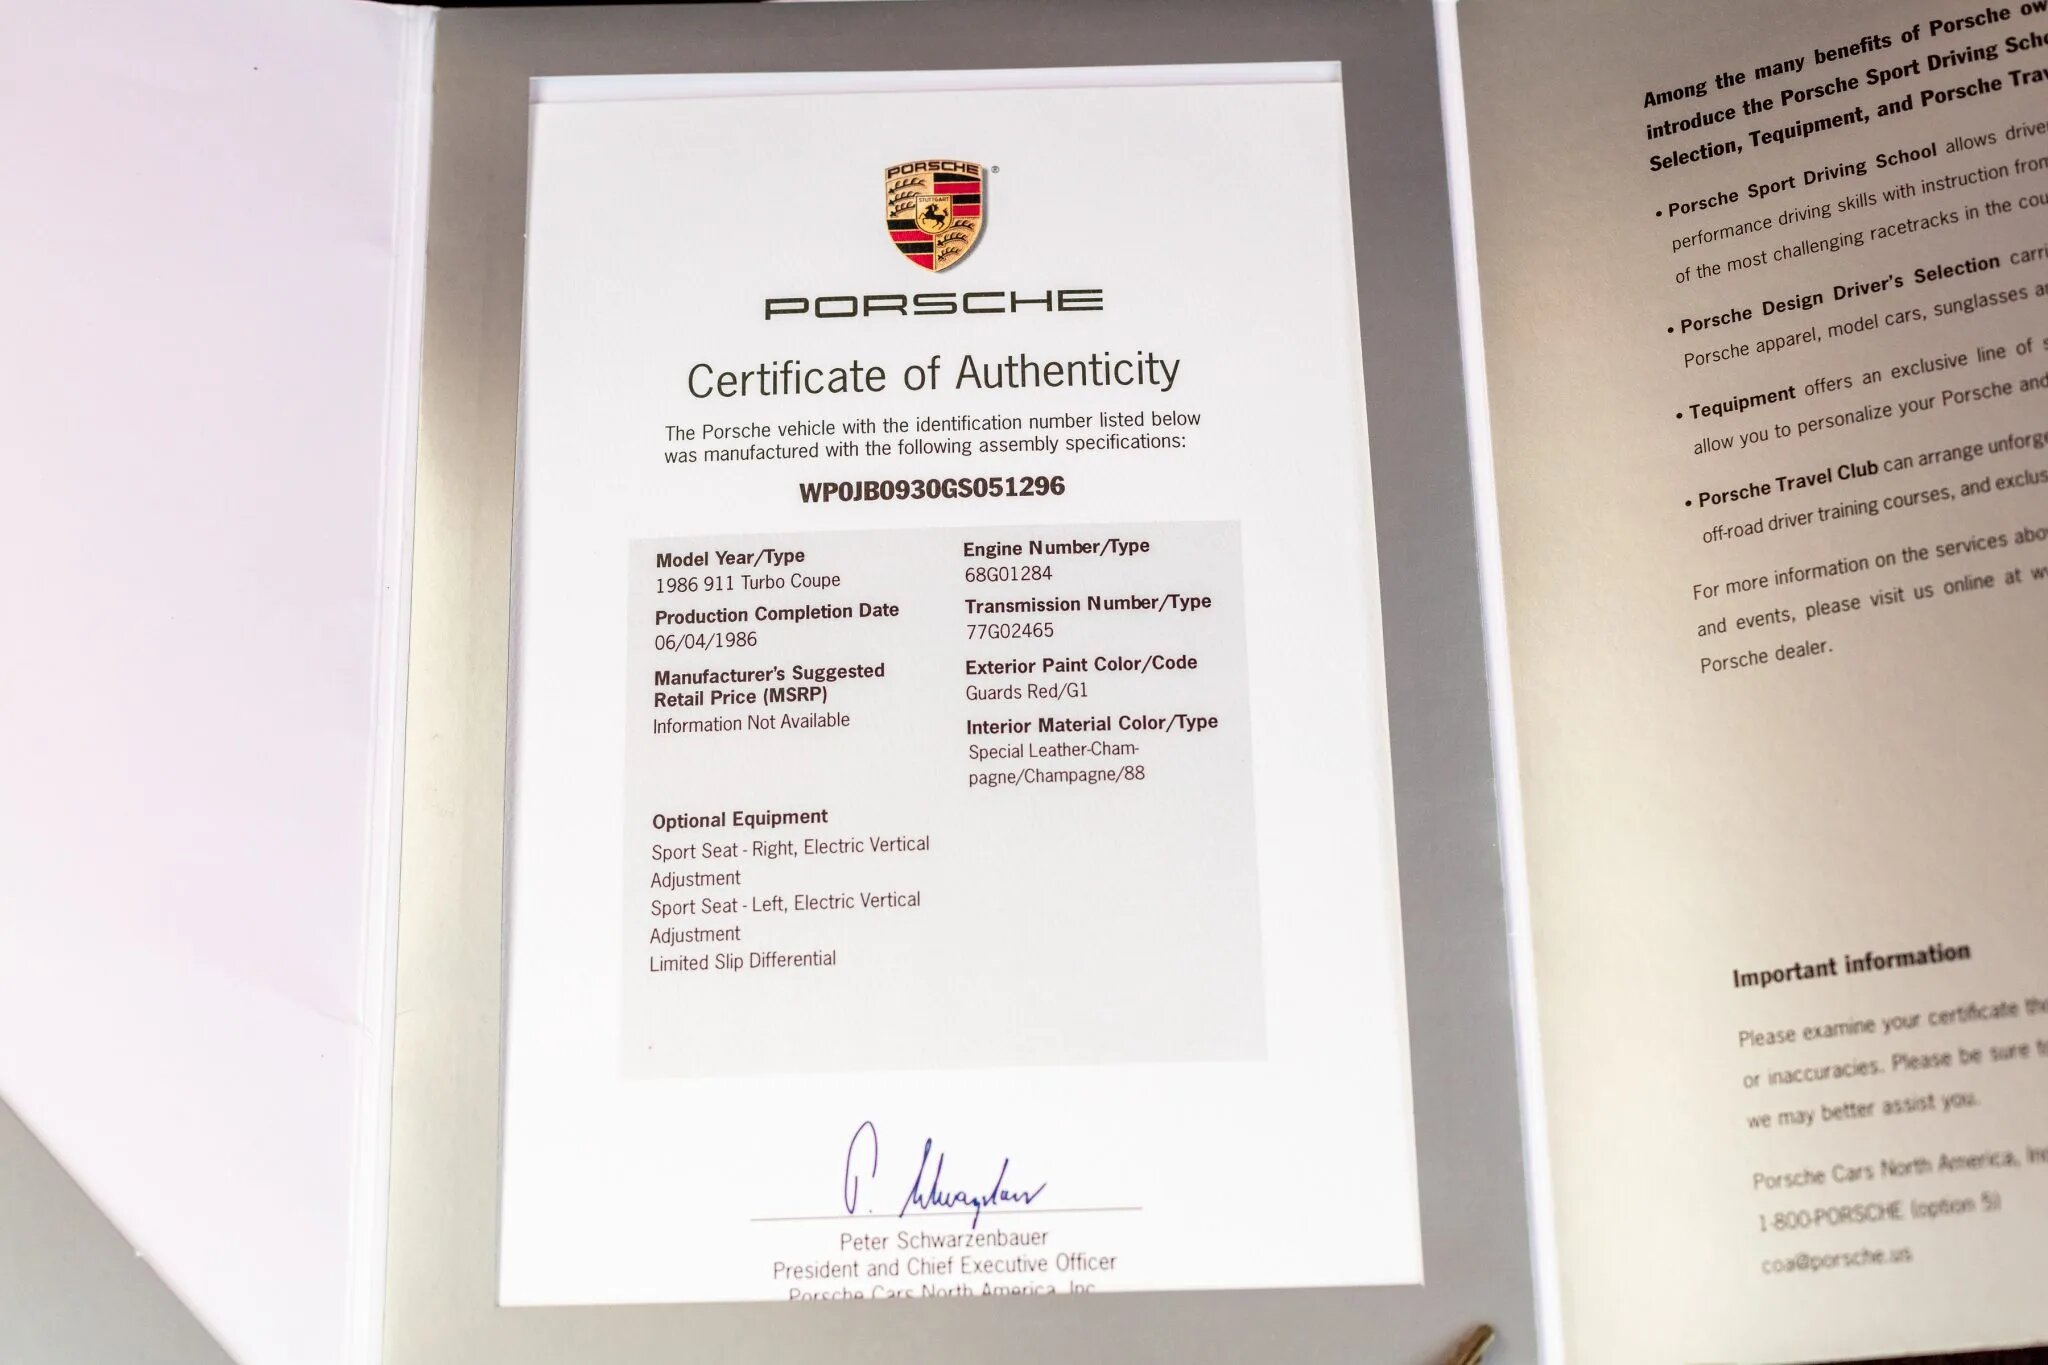 PORSCHE
STUTTGART
PORSCHE
Certificate of Authenticity
The Porsche vehicle with the identification number listed below
was manufactured with the following assembly specifications:
WP0JB0930GS051296
Model Year/Type
1986 911 Turbo Coupe
Production Completion Date
06/04/1986
Manufacturer's Suggested
Retail Price (MSRP)
Information Not Available
Engine Number/Type
68G01284
Transmission Number/Type
77G02465
Exterior Paint Color/Code
Guards Red/G1
Interior Material Color/Type
Special Leather-Cham-
pagne/Champagne/88
Optional Equipment
Sport Seat - Right, Electric Vertical
Adjustment
Sport Seat - Left, Electric Vertical
Adjustment
Limited Slip Differential
Peter Schwarzenbauer
President and Chief Executive Officer
Porsche Cars North America, Inc.
Among the many benefits of Porsche
introduce the Porsche Sport Driving
Selection, Tequipment, and Porsche
• Porsche Sport Driving School allows
performance driving skills with instruction
of the most challenging racetracks in the
• Porsche Design Driver's Selection
Porsche apparel, model cars, sunglasses
• Tequipment offers an exclusive line of
allow you to personalize your Porsche and
• Porsche Travel Club can arrange
off-road driver training courses, and
For more information on the services
and events, please visit us online at
Porsche dealer.
Important information
Please examine your certificate
or inaccuracies. Please be sure
we may better assist you.
Porsche Cars North America,
1-800-PORSCHE (option 5)
coa@porsche.us